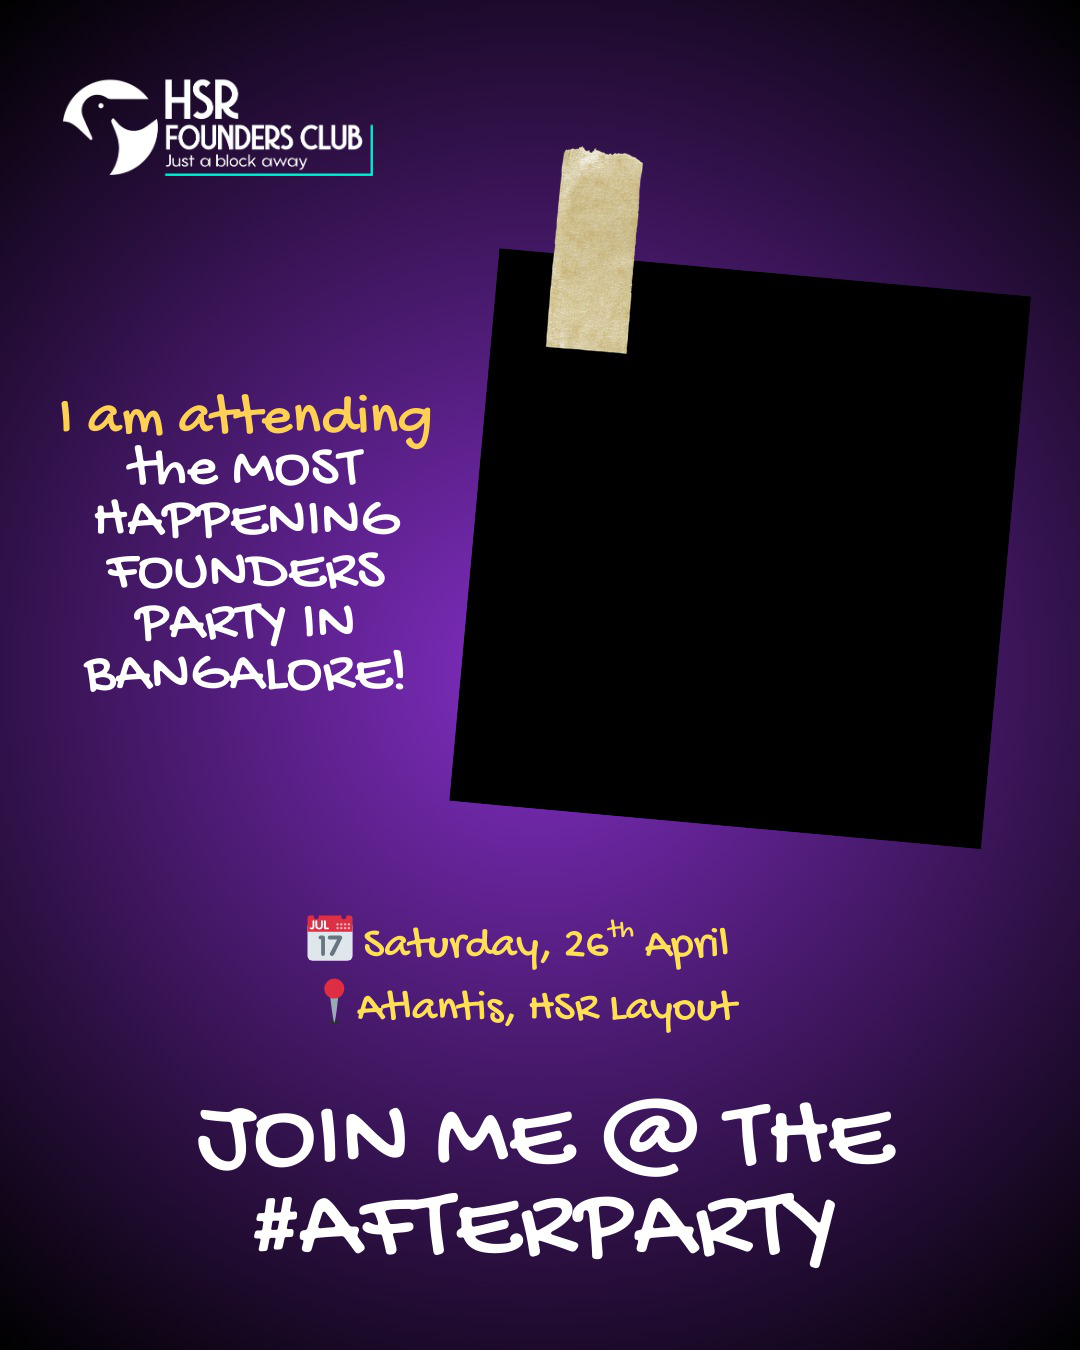 HSR
FOUNDERS CLUB
Just a block away
I am attending
the MOST
HAPPENING
FOUNDERS
PARTY IN
BANGALORE!
JUL
17
Saturday, 26th April
Atlantis, HSR Layout
JOIN ME @ THE
#AFTERPARTY